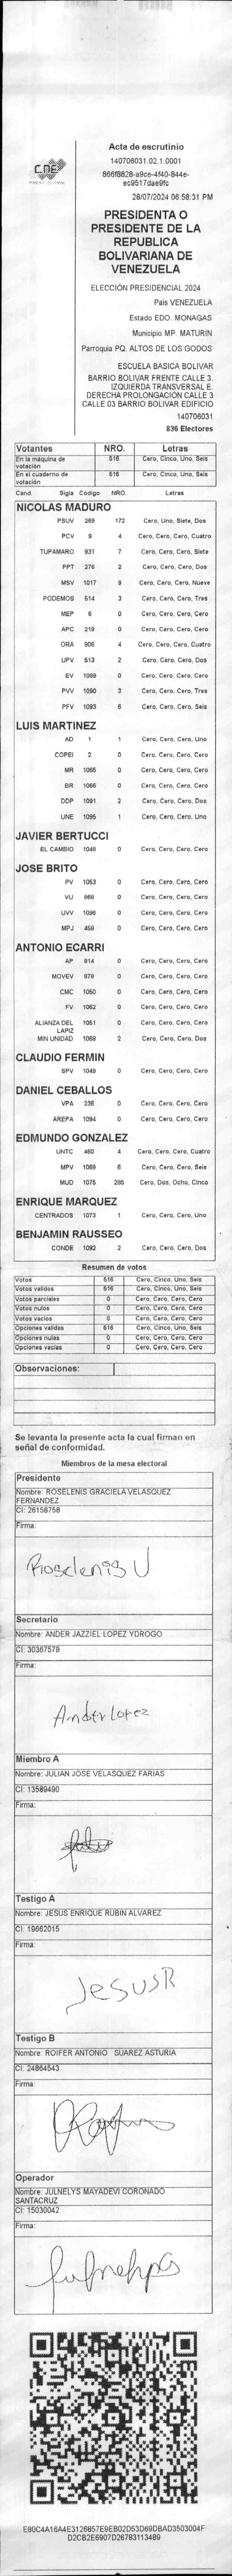 CNE
Acta de escrutinio
140706031.02.1.0001
866f8828-a9ce-4f40-844e-
ec9517dae9fc
28/07/2024 06:58:31 PM
PRESIDENTA O
PRESIDENTE DE LA
REPUBLICA
BOLIVARIANA DE
VENEZUELA
ELECCIÓN PRESIDENCIAL 2024
Pais VENEZUELA
Estado EDO. MONAGAS
Municipio MP. MATURIN
Parroquia PQ. ALTOS DE LOS GODOS
ESCUELA BASICA BOLIVAR
BARRIO BOLIVAR FRENTE CALLE 3.
IZQUIERDA TRANSVERSAL E.
DERECHA PROLONGACIÓN CALLE 3
CALLE 03 BARRIO BOLIVAR EDIFICIO
140706031
836 Electores
Votantes NRO. Letras
En la máquina de votación 516 Cero, Cinco, Uno, Seis
En el cuaderno de votación 516 Cero, Cinco, Uno, Seis
Cand. Sigla Código NRO. Letras
NICOLAS MADURO
PSUV 269 172 Cero, Uno, Siete, Dos
PCV 9 4 Cero, Cero, Cero, Cuatro
TUPAMARO 931 7 Cero, Cero, Cero, Siete
PPT 276 2 Cero, Cero, Cero, Dos
MSV 1017 9 Cero, Cero, Cero, Nueve
PODEMOS 514 3 Cero, Cero, Cero, Tres
MEP 6 0 Cero, Cero, Cero, Cero
APC 219 0 Cero, Cero, Cero, Cero
ORA 906 4 Cero, Cero, Cero, Cuatro
UPV 513 2 Cero, Cero, Cero, Dos
EV 1089 0 Cero, Cero, Cero, Cero
PVV 1090 3 Cero, Cero, Cero, Tres
PFV 1093 6 Cero, Cero, Cero, Seis
LUIS MARTINEZ
AD 1 1 Cero, Cero, Cero, Uno
COPEI 2 0 Cero, Cero, Cero, Cero
MR 1065 0 Cero, Cero, Cero, Cero
BR 1066 0 Cero, Cero, Cero, Cero
DDP 1091 2 Cero, Cero, Cero, Dos
UNE 1095 1 Cero, Cero, Cero, Uno
JAVIER BERTUCCI
EL CAMBIO 1048 0 Cero, Cero, Cero, Cero
JOSE BRITO
PV 1053 0 Cero, Cero, Cero, Cero
VU 868 0 Cero, Cero, Cero, Cero
UVV 1096 0 Cero, Cero, Cero, Cero
MPJ 459 0 Cero, Cero, Cero, Cero
ANTONIO ECARRI
AP 814 0 Cero, Cero, Cero, Cero
MOVEV 979 0 Cero, Cero, Cero, Cero
CMC 1050 0 Cero, Cero, Cero, Cero
FV 1062 0 Cero, Cero, Cero, Cero
ALIANZA DEL LAPIZ 1051 0 Cero, Cero, Cero, Cero
MIN UNIDAD 1068 2 Cero, Cero, Cero, Dos
CLAUDIO FERMIN
SPV 1049 0 Cero, Cero, Cero, Cero
DANIEL CEBALLOS
VPA 236 0 Cero, Cero, Cero, Cero
AREPA 1094 0 Cero, Cero, Cero, Cero
EDMUNDO GONZALEZ
UNTC 460 4 Cero, Cero, Cero, Cuatro
MPV 1069 6 Cero, Cero, Cero, Seis
MUD 1075 285 Cero, Dos, Ocho, Cinco
ENRIQUE MARQUEZ
CENTRADOS 1073 1 Cero, Cero, Cero, Uno
BENJAMIN RAUSSEO
CONDE 1092 2 Cero, Cero, Cero, Dos
Resumen de votos
Votos 516 Cero, Cinco, Uno, Seis
Votos validos 516 Cero, Cinco, Uno, Seis
Votos parciales 0 Cero, Cero, Cero, Cero
Votos nulos 0 Cero, Cero, Cero, Cero
Votos vacios 0 Cero, Cero, Cero, Cero
Opciones validas 516 Cero, Cinco, Uno, Seis
Opciones nulas 0 Cero, Cero, Cero, Cero
Opciones vacias 0 Cero, Cero, Cero, Cero
Observaciones:
Se levanta la presente acta la cual firman en
señal de conformidad.
Miembros de la mesa electoral
Presidente
Nombre: ROSELENIS GRACIELA VELASQUEZ
FERNANDEZ
CI: 26158758
Firma:
Roselenis V
Secretario
Nombre: ANDER JAZZIEL LOPEZ YDROGO
CI: 30367579
Firma:
Ander Lopez
Miembro A
Nombre: JULIAN JOSE VELASQUEZ FARIAS
CI: 13589490
Firma:
Testigo A
Nombre: JESUS ENRIQUE RUBIN ALVAREZ
CI: 19662015
Firma:
JESUSR
Testigo B
Nombre: ROIFER ANTONIO SUAREZ ASTURIA
CI: 24864543
Firma:
Operador
Nombre: JULNELYS MAYADEVI CORONADO
SANTACRUZ
CI: 15030042
Firma:
E80C4A16A4E3126857E9EB02D53D69DBAD3503004F
D2CB2E6907D26783113489